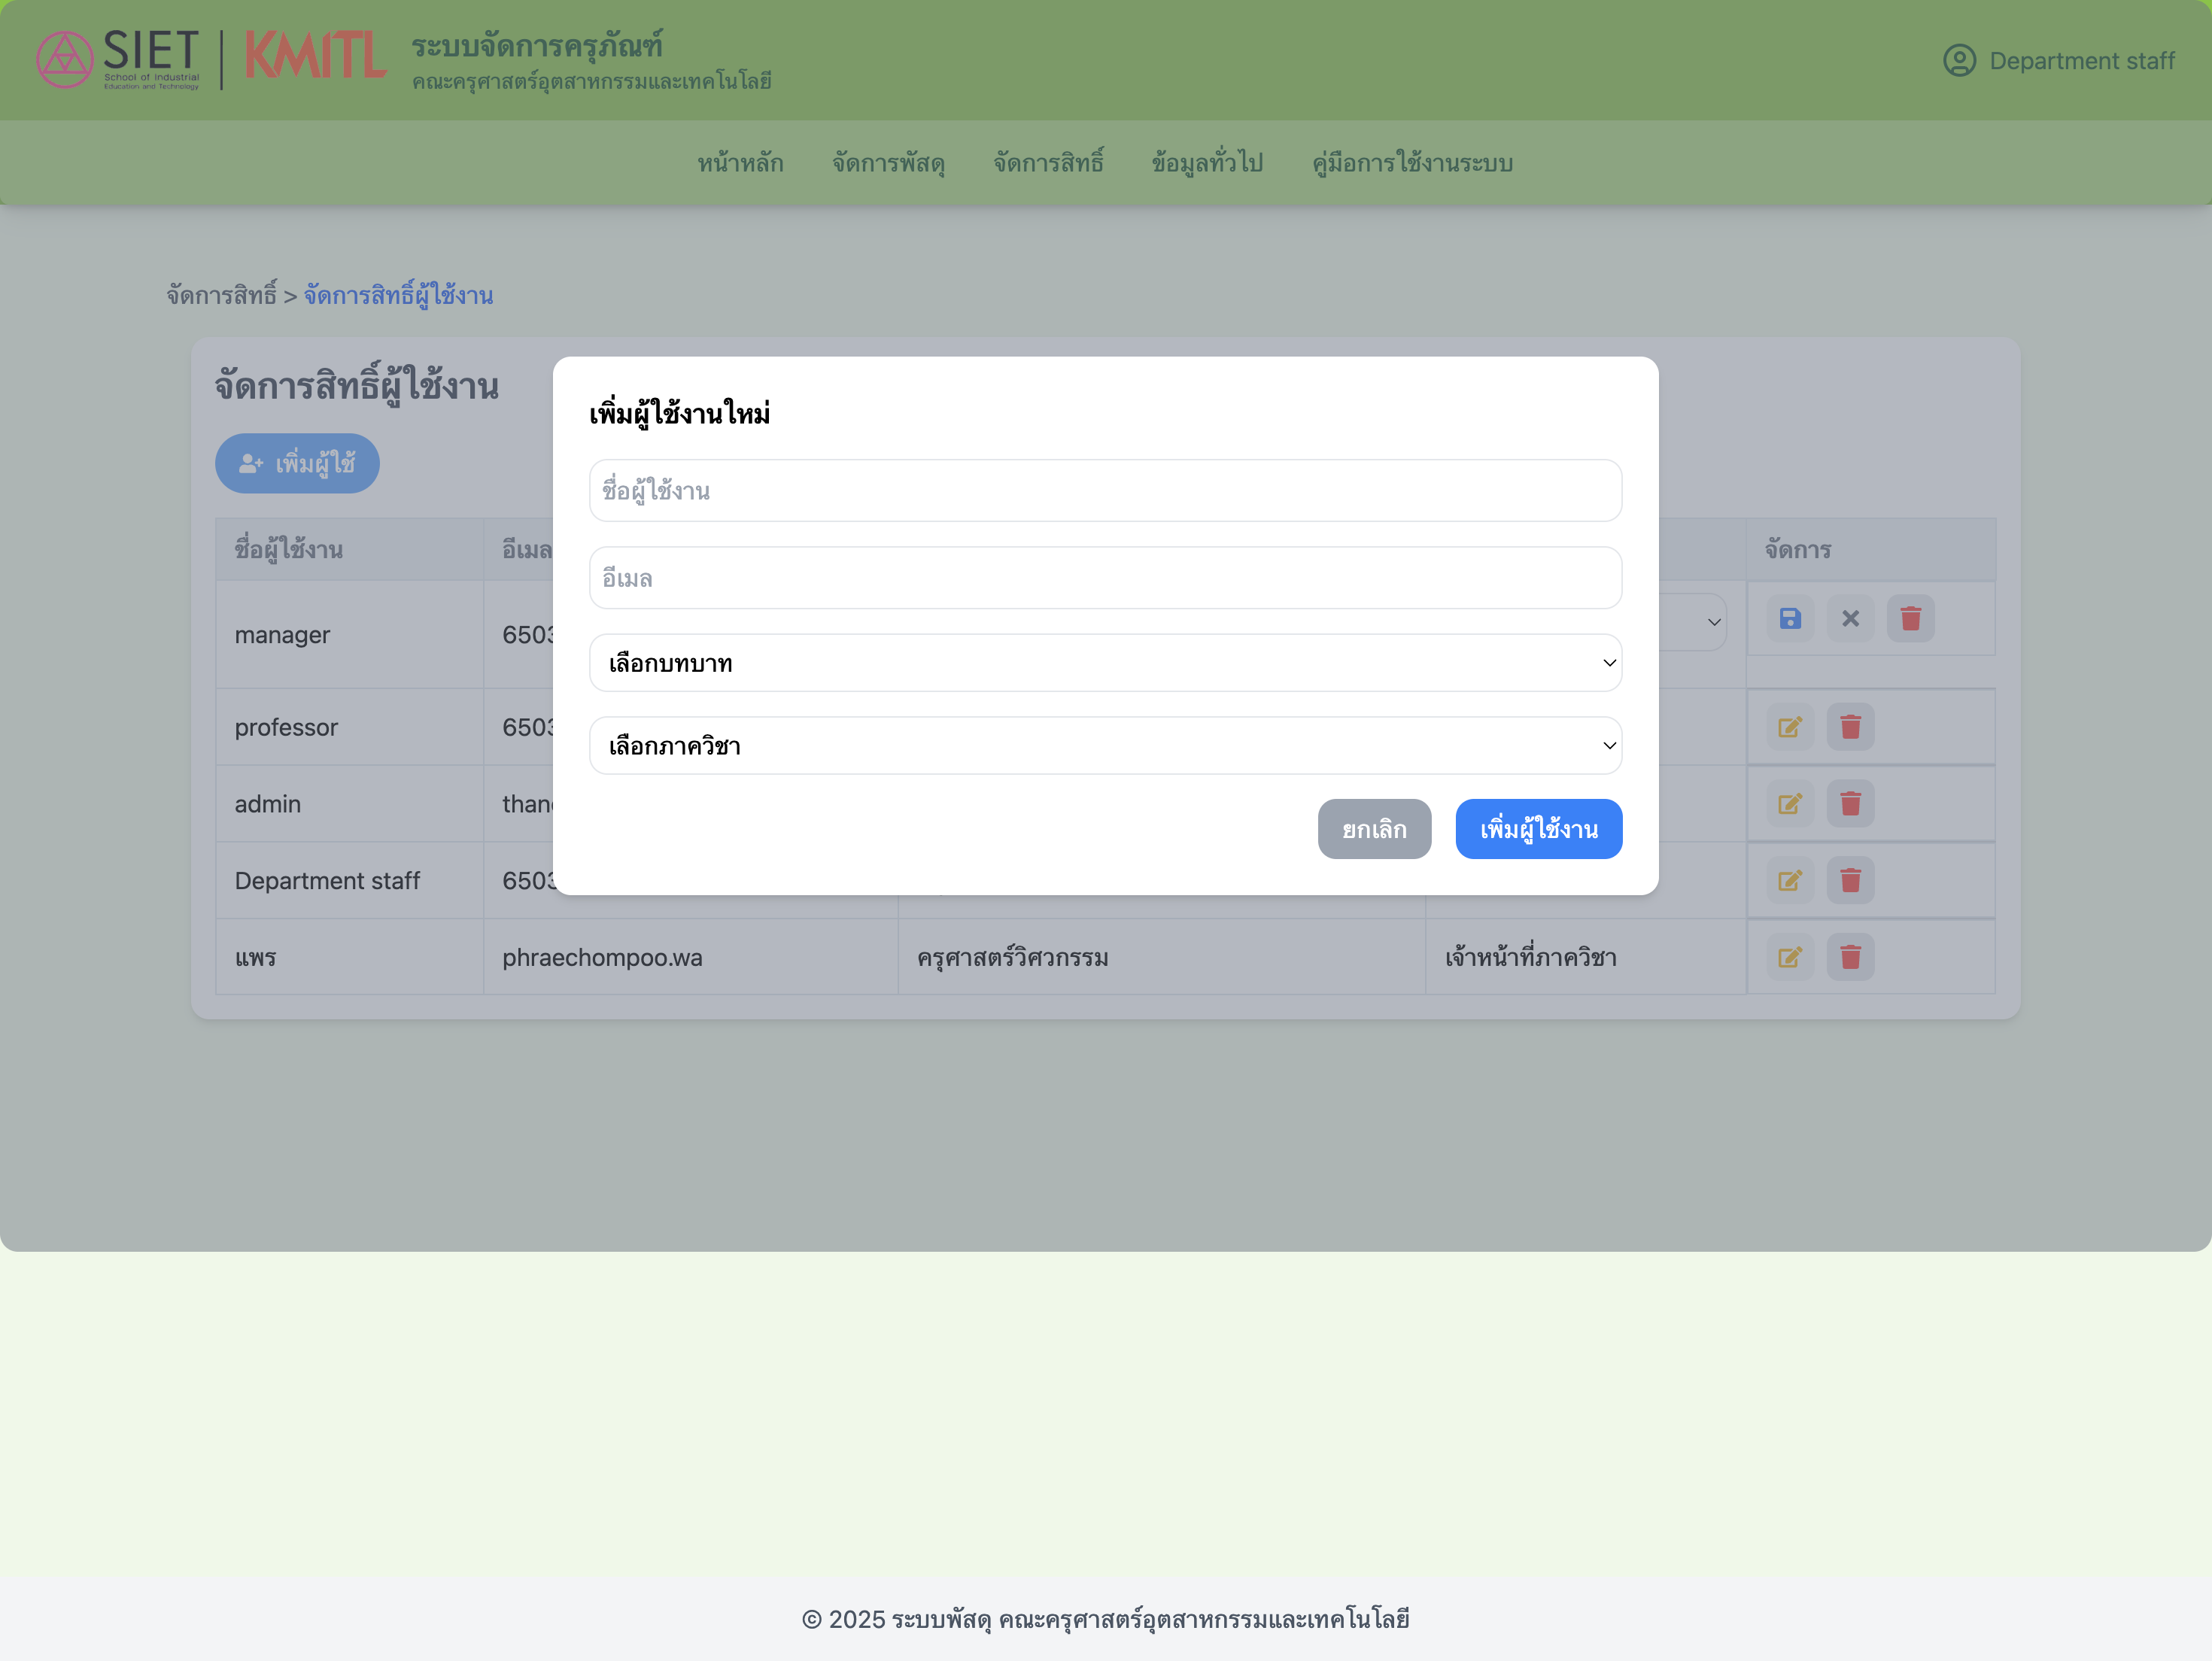 SIET
School of Industrial
Education and Technology
KMITL
ระบบจัดการครุภัณฑ์
คณะครุศาสตร์อุตสาหกรรมและเทคโนโลยี
Department staff
หน้าหลัก จัดการพัสดุ จัดการสิทธิ์ ข้อมูลทั่วไป คู่มือการใช้งานระบบ
จัดการสิทธิ์ > จัดการสิทธิ์ผู้ใช้งาน
จัดการสิทธิ์ผู้ใช้งาน
เพิ่มผู้ใช้
เพิ่มผู้ใช้งานใหม่
ชื่อผู้ใช้งาน
อีเมล
เลือกบทบาท
เลือกภาควิชา
ยกเลิก เพิ่มผู้ใช้งาน
ชื่อผู้ใช้งาน อีเมล จัดการ
manager 6503
professor 6503
admin than
Department staff 6503
แพร phraechompoo.wa ครุศาสตร์วิศวกรรม เจ้าหน้าที่ภาควิชา
© 2025 ระบบพัสดุ คณะครุศาสตร์อุตสาหกรรมและเทคโนโลยี